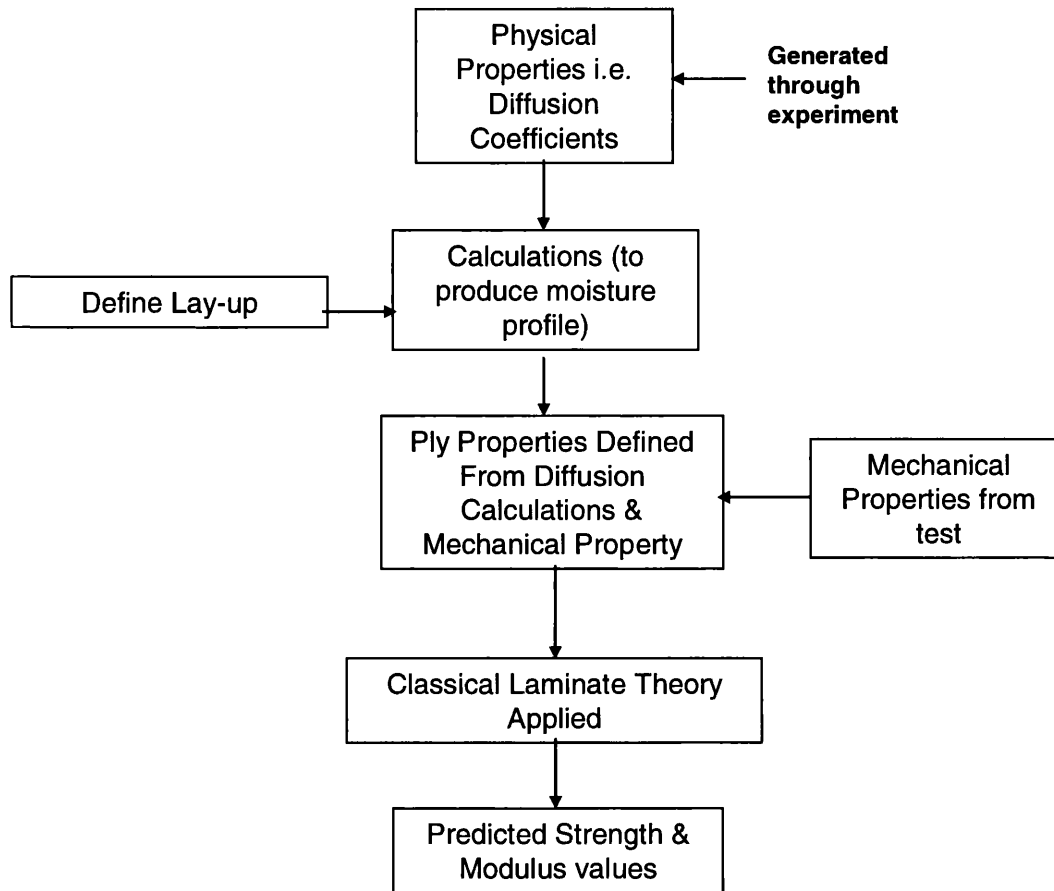 Physical
Properties i.e.
Diffusion
Coefficients
Generated
through
experiment
Calculations (to
produce moisture
profile)
Define Lay-up
Ply Properties Defined
From Diffusion
Calculations &
Mechanical Property
Mechanical
Properties from
test
Classical Laminate Theory
Applied
Predicted Strength &
Modulus values